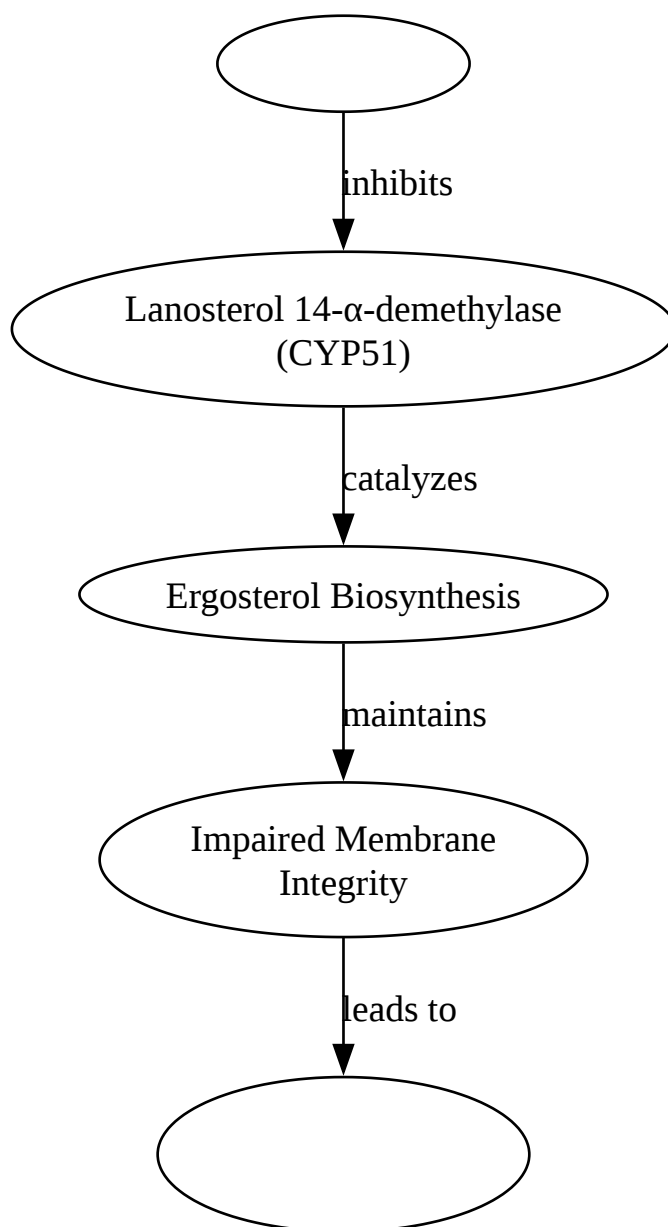 inhibits
Lanosterol 14-α-demethylase
(CYP51)
catalyzes
Ergosterol Biosynthesis
maintains
Impaired Membrane
Integrity
leads to